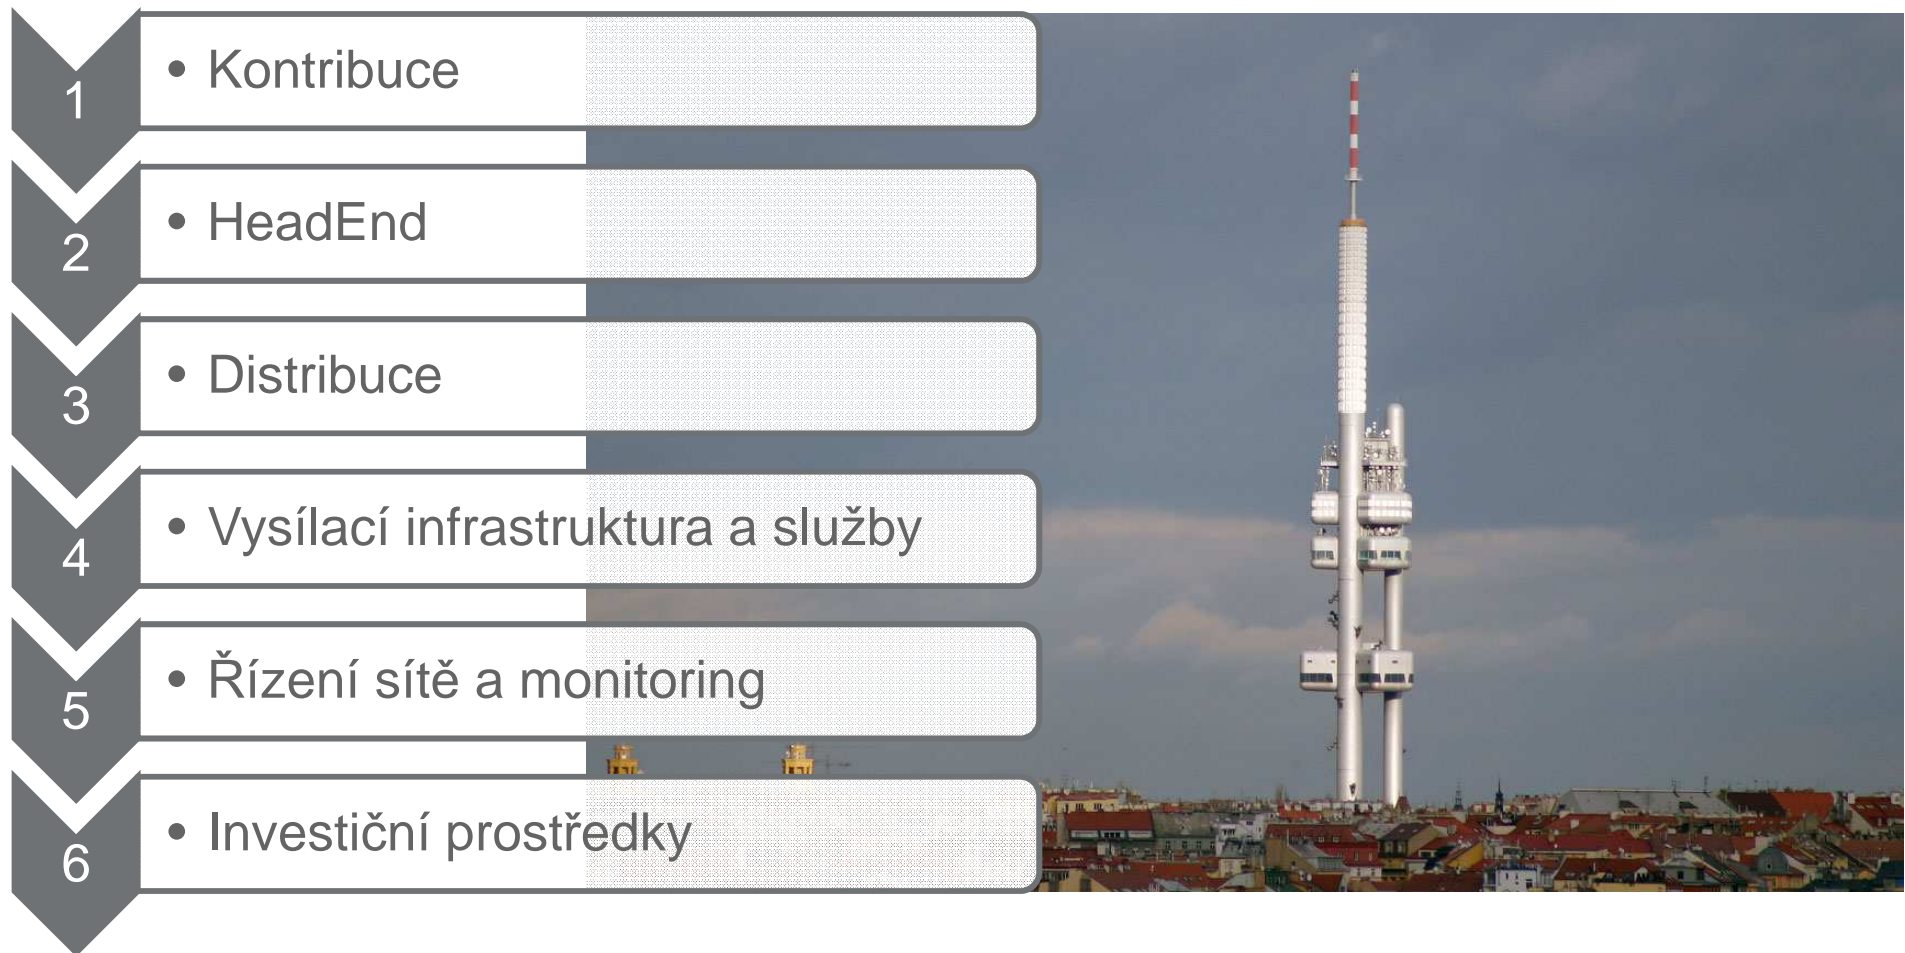 1
• Kontribuce
2
• HeadEnd
3
• Distribuce
4
• Vysílací infrastruktura a služby
5
• Řízení sítě a monitoring
6
• Investiční prostředky